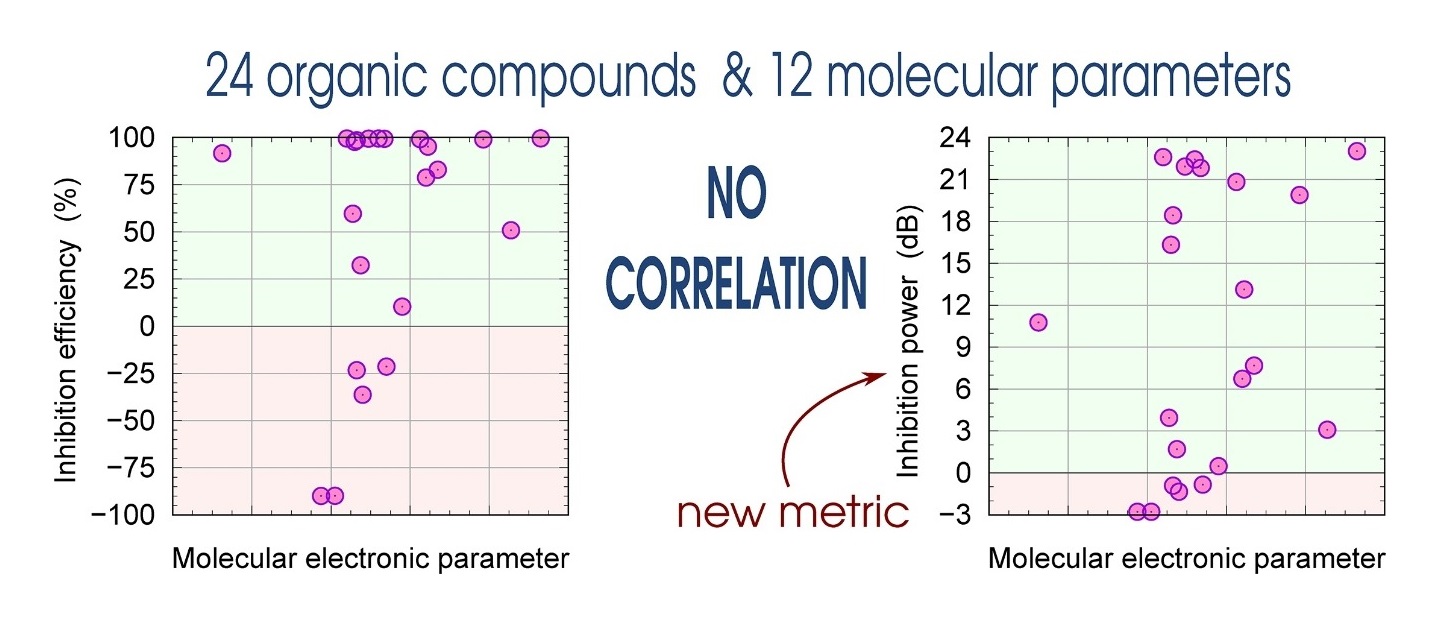 24 organic compounds & 12 molecular parameters
Inhibition efficiency (%)
100
75
50
25
0
−25
−50
−75
−100
Molecular electronic parameter
NO
CORRELATION
new metric
Inhibition power (dB)
24
21
18
15
12
9
6
3
0
−3
Molecular electronic parameter